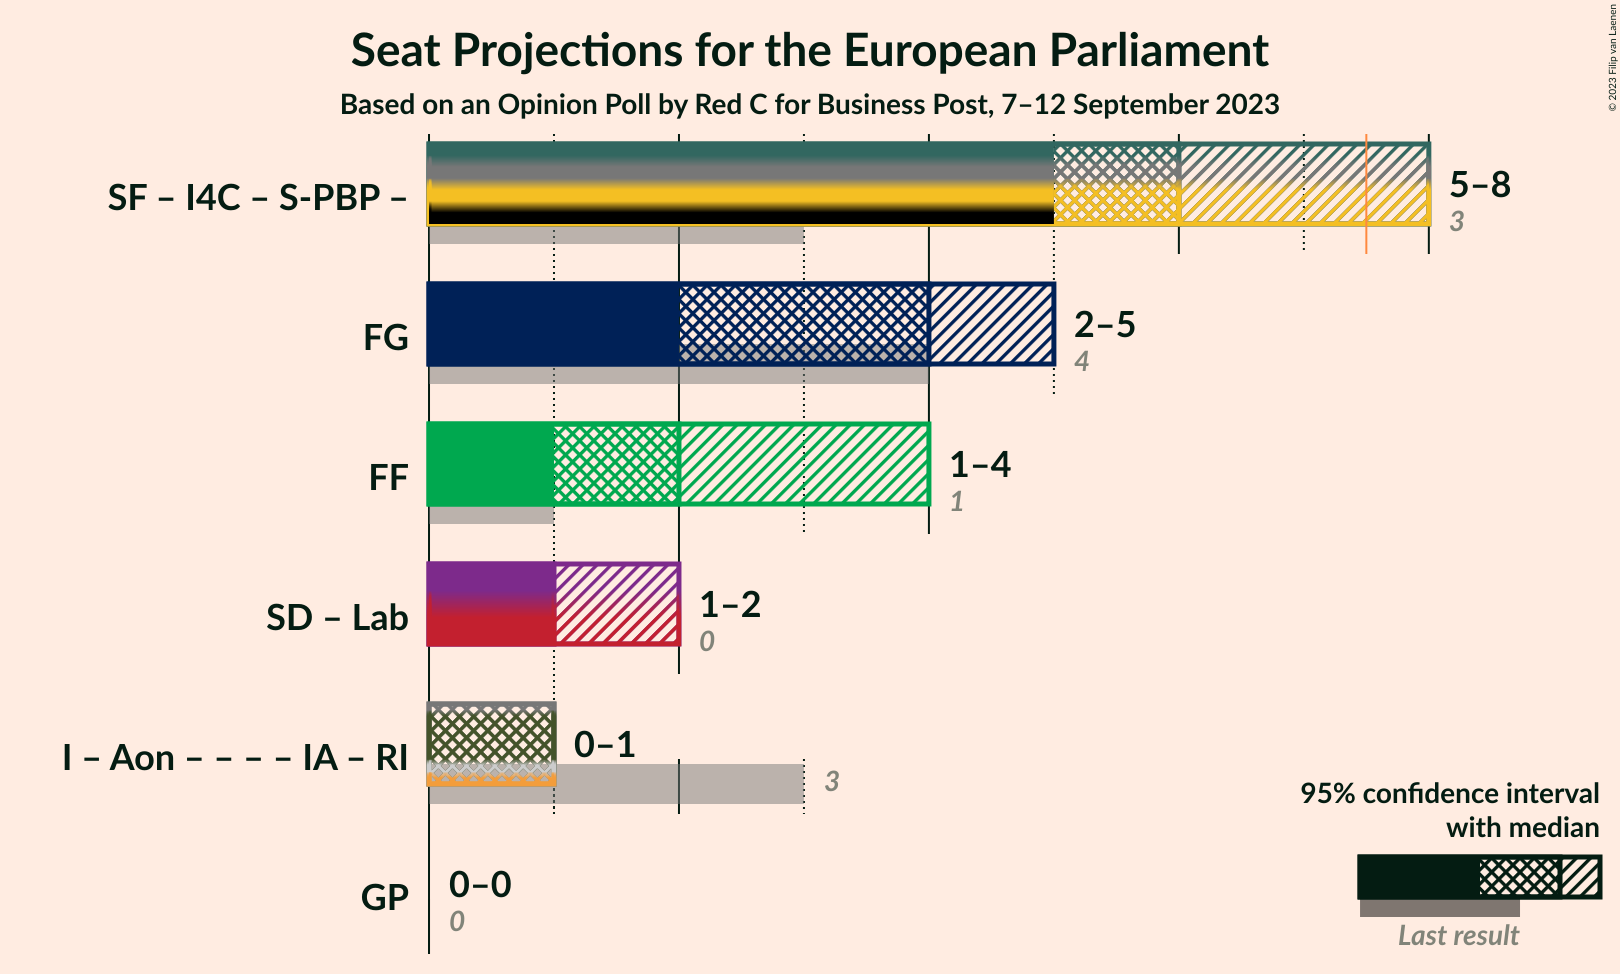 Seat Projections for the European Parliament
Based on an Opinion Poll by Red C for Business Post, 7–12 September 2023
© 2023 Filip van Laenen
SF – I4C – S-PBP –
5–8
3
FG
2–5
4
FF
1–4
1
SD – Lab
1–2
0
I – Aon – – – – IA – RI
0–1
3
GP
0–0
0
95% confidence interval
with median
Last result